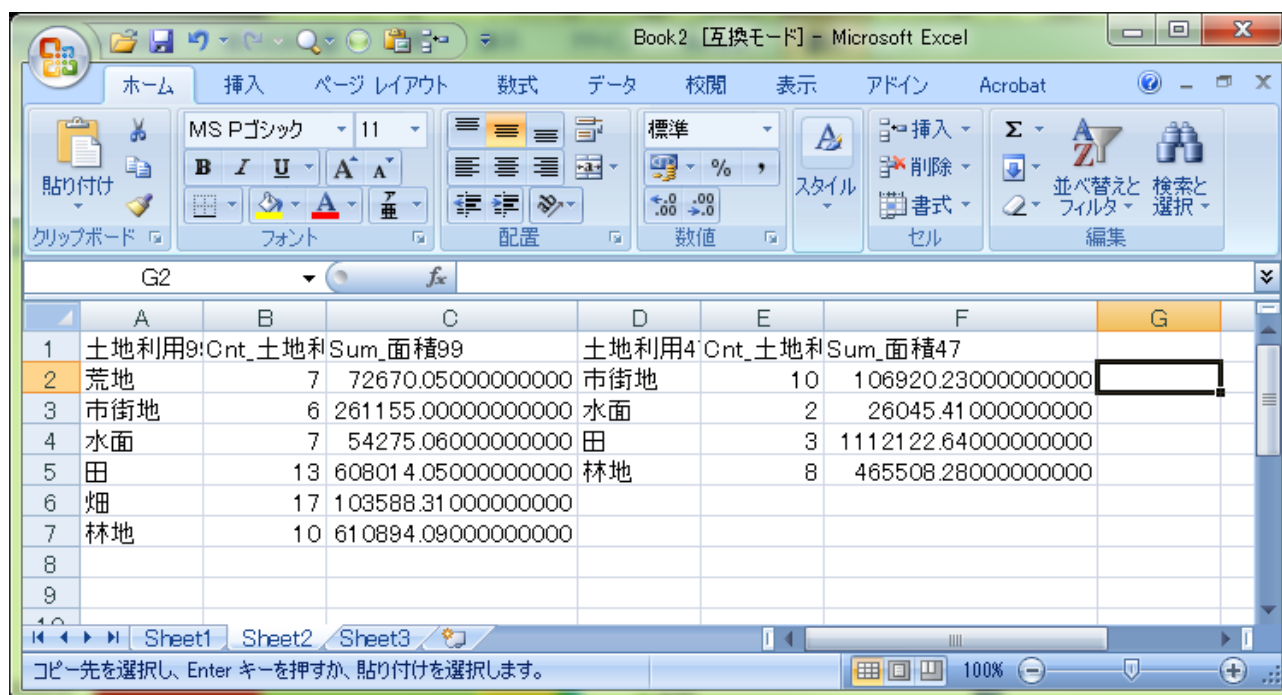 Book2 [互換モード] - Microsoft Excel
ホーム 挿入 ページ レイアウト 数式 データ 校閲 表示 アドイン Acrobat
貼り付け
クリップボード
MS Pゴシック 11
B I U A A
A ア亜
フォント
配置
標準
% ,
.0 .00 .00 .0
数値
スタイル
挿入
削除
書式
セル
Σ
並べ替えと フィルタ
検索と 選択
編集
G2 fx
A B C D E F G
1 土地利用9 Cnt_土地利 Sum_面積99 土地利用4 Cnt_土地利 Sum_面積47
2 荒地 7 72670.05000000000 市街地 10 106920.23000000000
3 市街地 6 261155.00000000000 水面 2 26045.41000000000
4 水面 7 54275.06000000000 田 3 1112122.64000000000
5 田 13 608014.05000000000 林地 8 465508.28000000000
6 畑 17 103588.31000000000
7 林地 10 610894.09000000000
8
9
Sheet1 Sheet2 Sheet3
コピー先を選択し、Enter キーを押すか、貼り付けを選択します。 100%